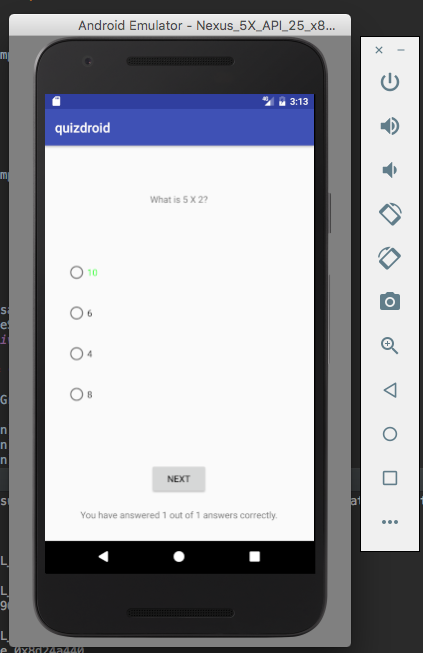 Android Emulator - Nexus_5X_API_25_x8...
3:13
quizdroid
What is 5 X 2?
10
6
4
8
NEXT
You have answered 1 out of 1 answers correctly.